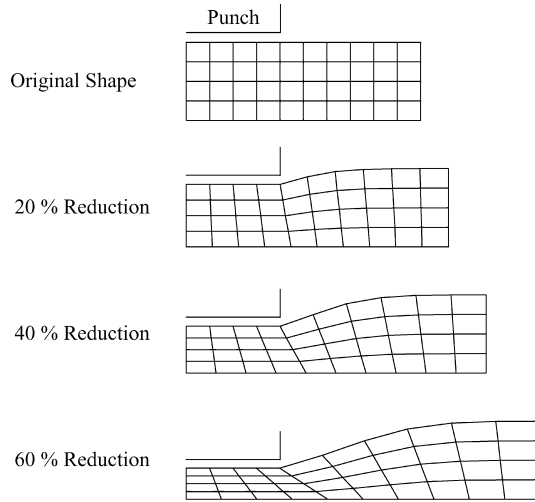 Punch
Original Shape
20 % Reduction
40 % Reduction
60 % Reduction